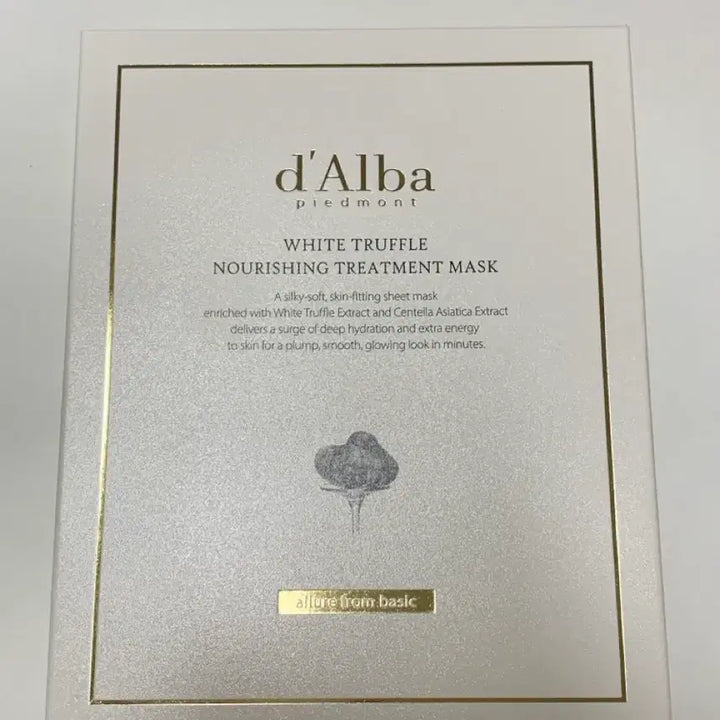 d'Alba
piedmont
WHITE TRUFFLE
NOURISHING TREATMENT MASK
A silky-soft, skin-fitting sheet mask
enriched with White Truffle Extract and Centella Asiatica Extract
delivers a surge of deep hydration and extra energy
to skin for a plump, smooth, glowing look in minutes.
allure from basic